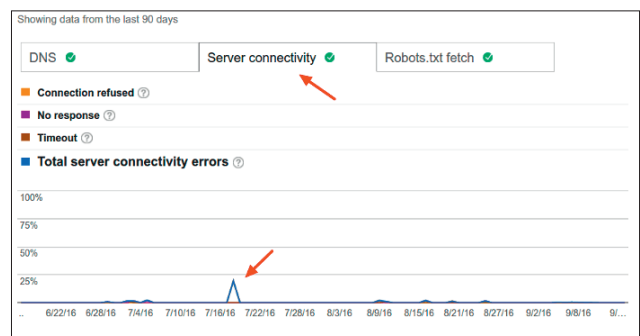 Showing data from the last 90 days
DNS
Server connectivity
Robots.txt fetch
Connection refused ?
No response ?
Timeout ?
Total server connectivity errors ?
100%
75%
50%
25%
.. 6/22/16 6/28/16 7/4/16 7/10/16 7/16/16 7/22/16 7/28/16 8/3/16 8/9/16 8/15/16 8/21/16 8/27/16 9/2/16 9/8/16 9/...